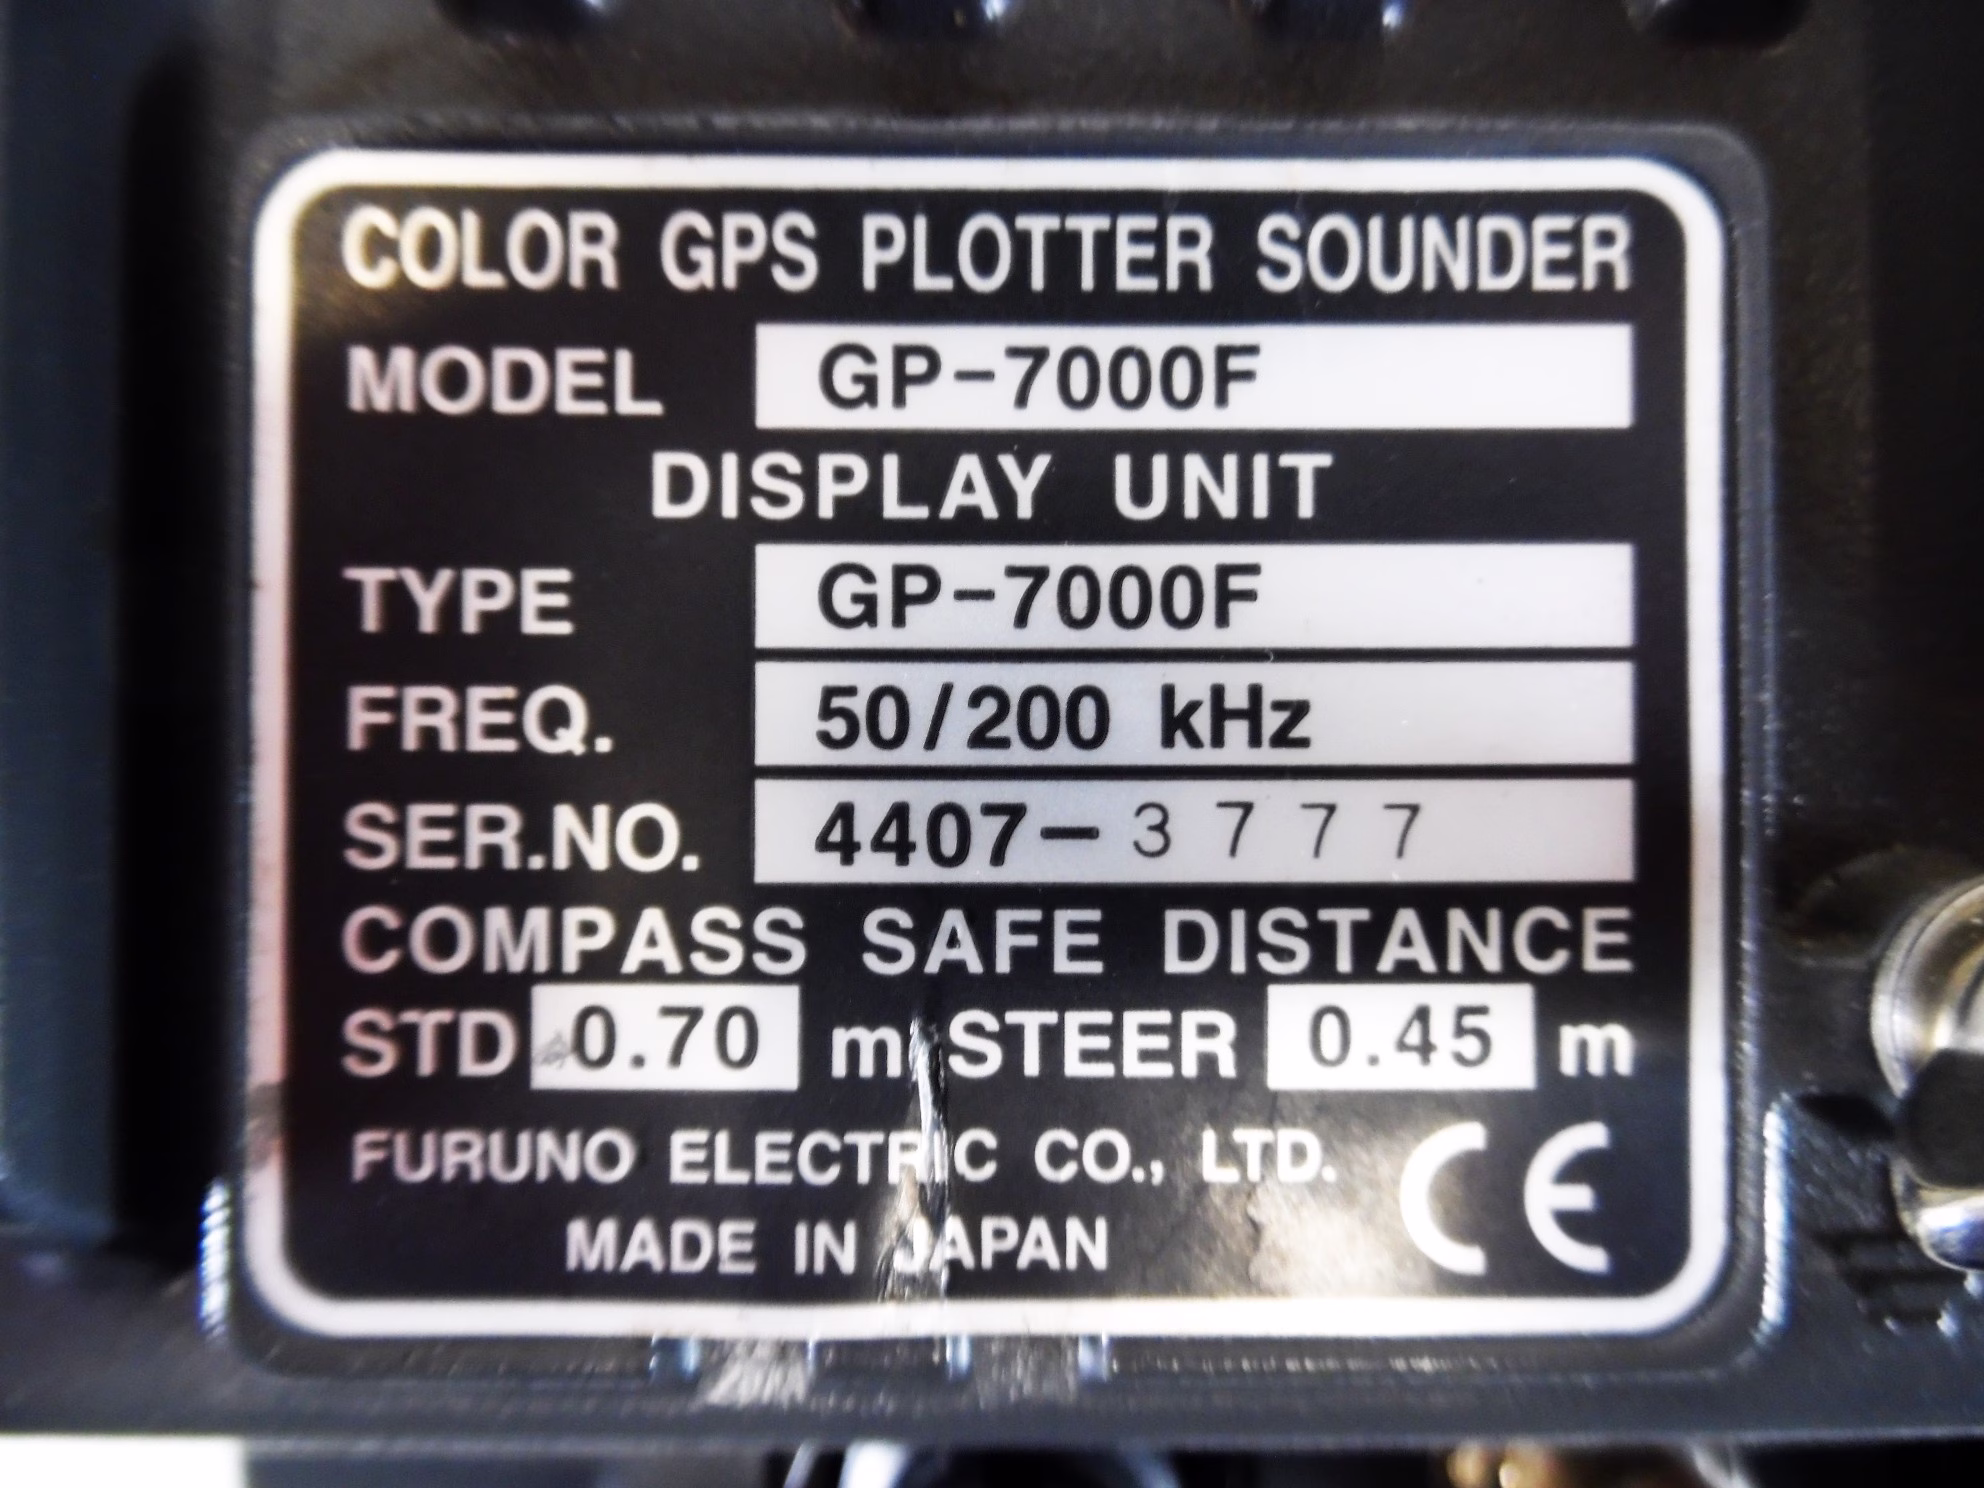 COLOR GPS PLOTTER SOUNDER
MODEL GP-7000F
DISPLAY UNIT
TYPE GP-7000F
FREQ. 50/200 kHz
SER.NO. 4407-3777
COMPASS SAFE DISTANCE
STD 0.70 m STEER 0.45 m
FURUNO ELECTRIC CO., LTD. CE
MADE IN JAPAN